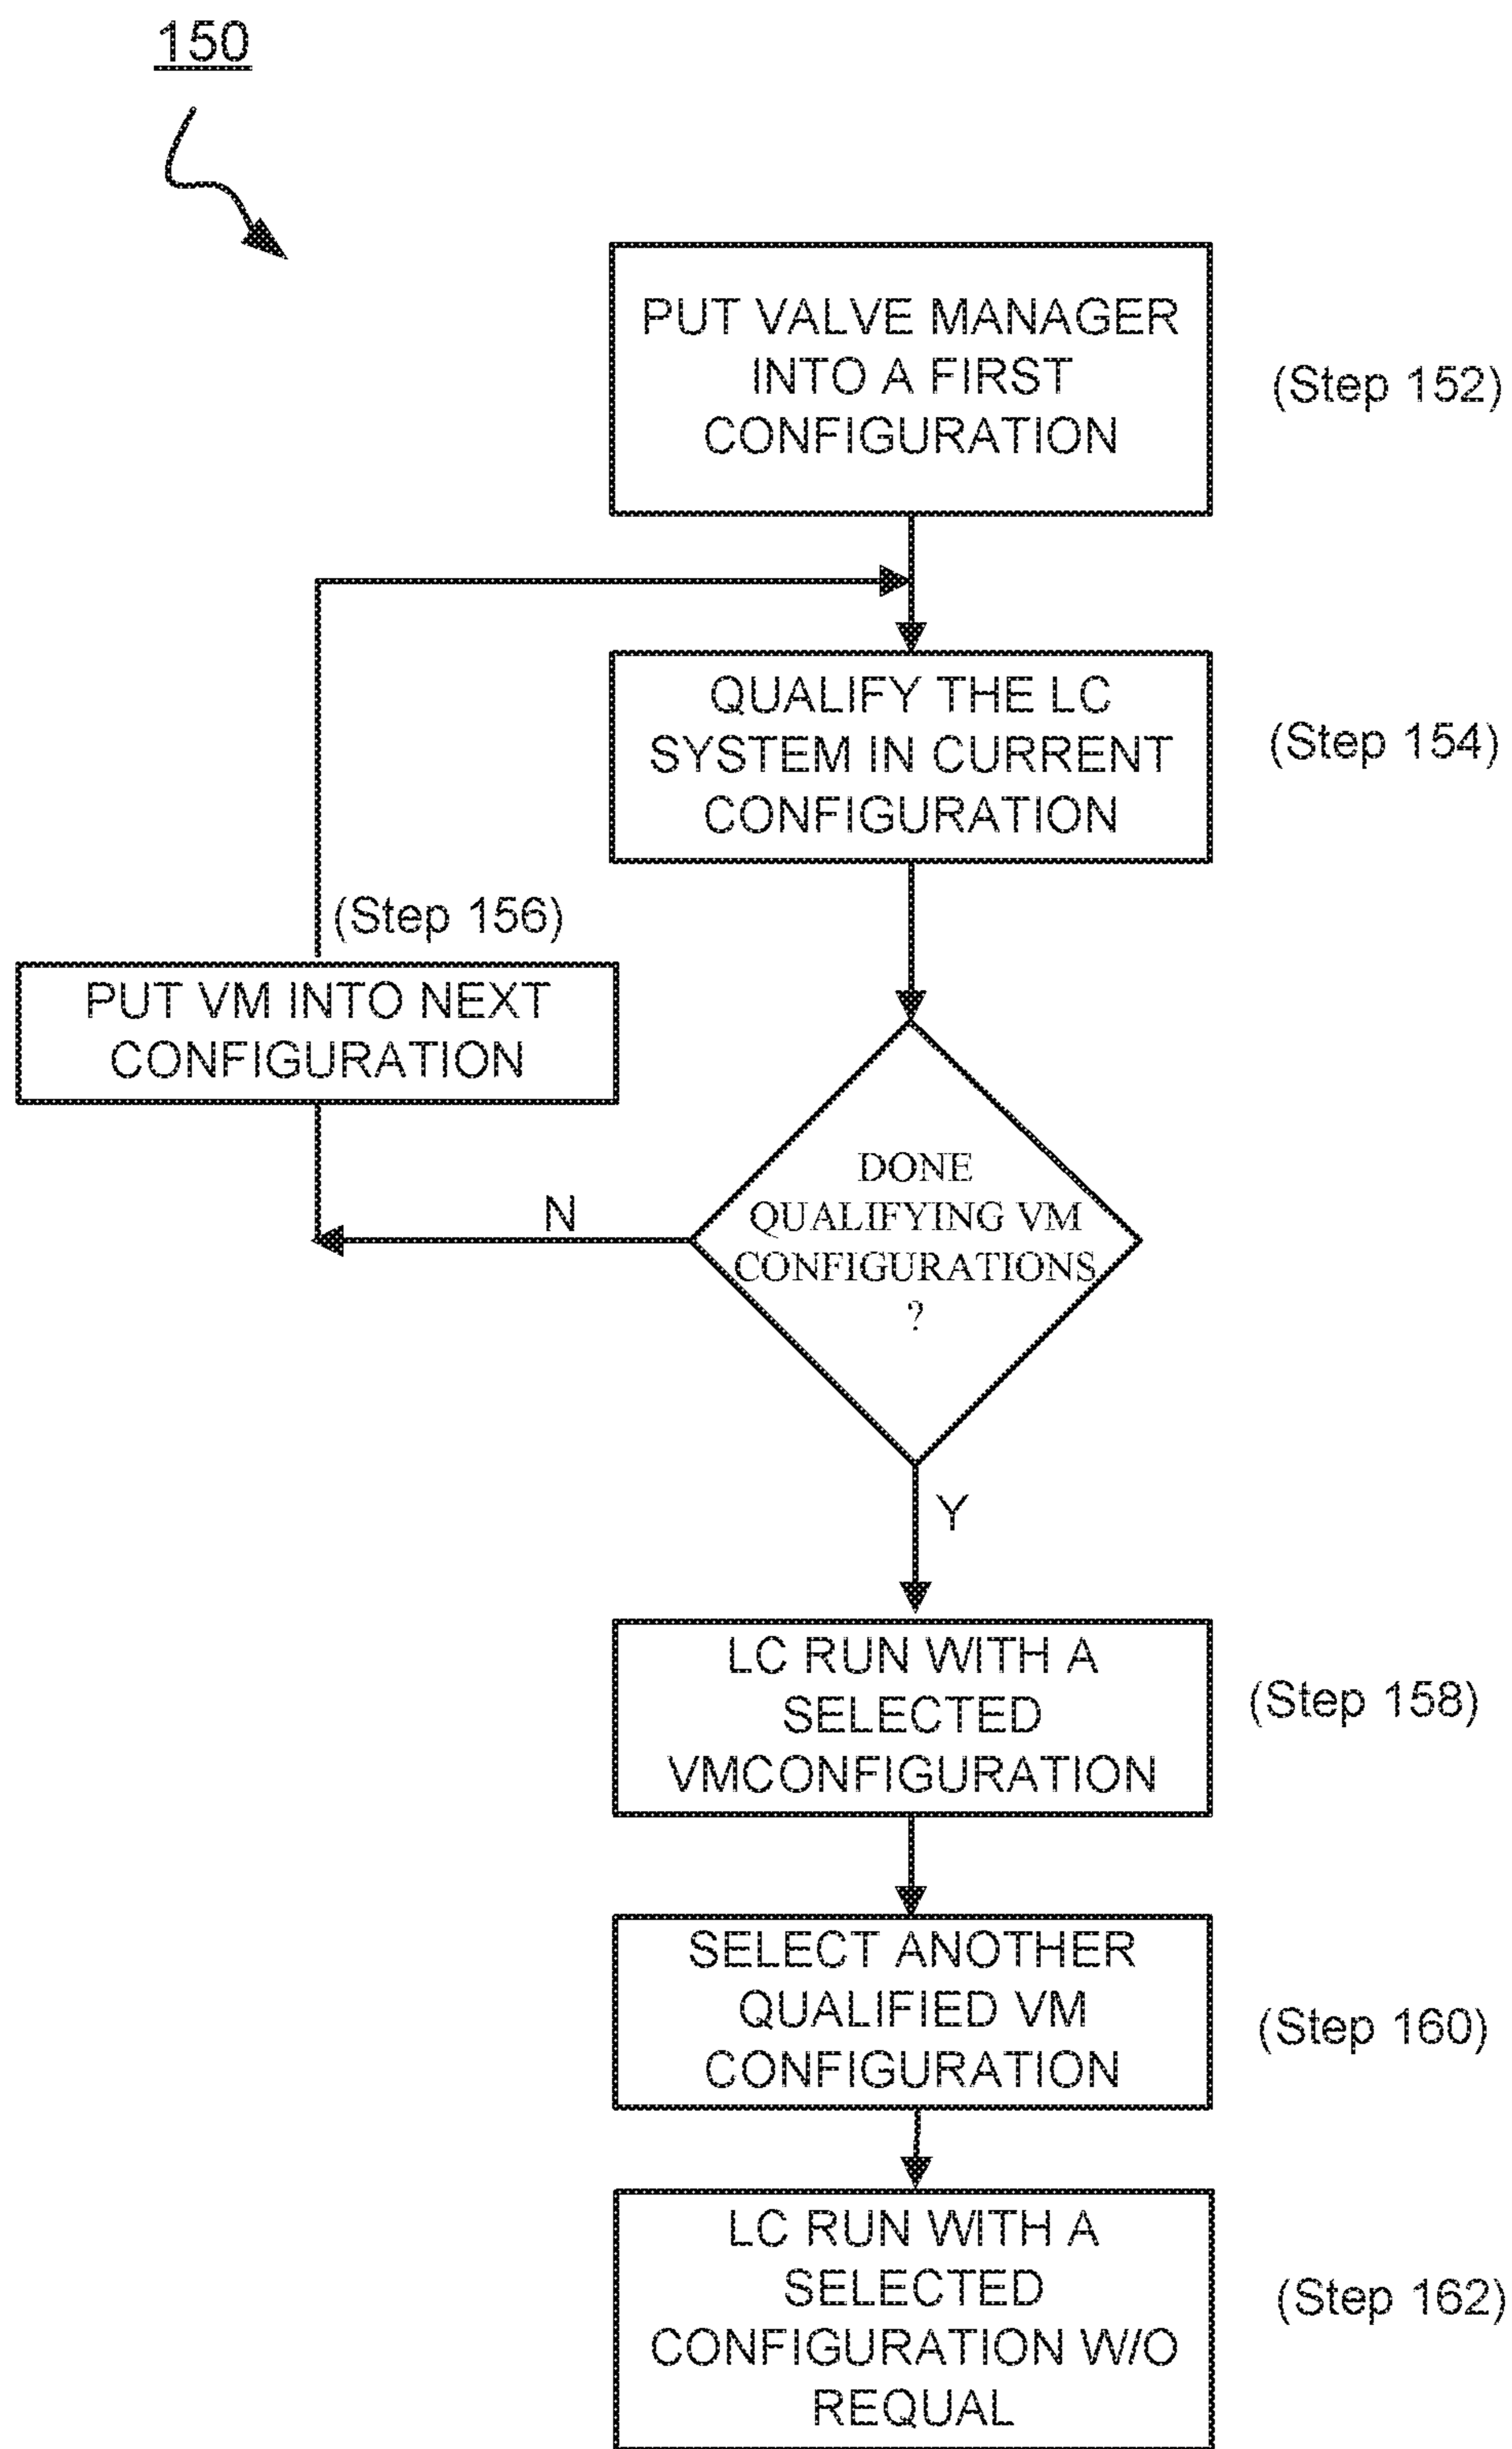 150
PUT VALVE MANAGER
INTO A FIRST
CONFIGURATION
(Step 152)
QUALIFY THE LC
SYSTEM IN CURRENT
CONFIGURATION
(Step 154)
(Step 156)
PUT VM INTO NEXT
CONFIGURATION
DONE
QUALIFYING VM
CONFIGURATIONS
?
N
Y
LC RUN WITH A
SELECTED
VMCONFIGURATION
(Step 158)
SELECT ANOTHER
QUALIFIED VM
CONFIGURATION
(Step 160)
LC RUN WITH A
SELECTED
CONFIGURATION W/O
REQUAL
(Step 162)